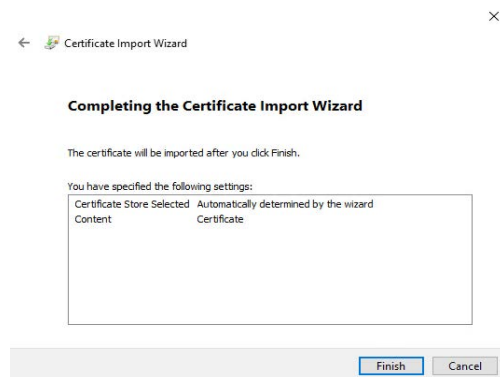 Certificate Import Wizard
Completing the Certificate Import Wizard
The certificate will be imported after you click Finish.
You have specified the following settings:
Certificate Store Selected Automatically determined by the wizard
Content Certificate
Finish Cancel